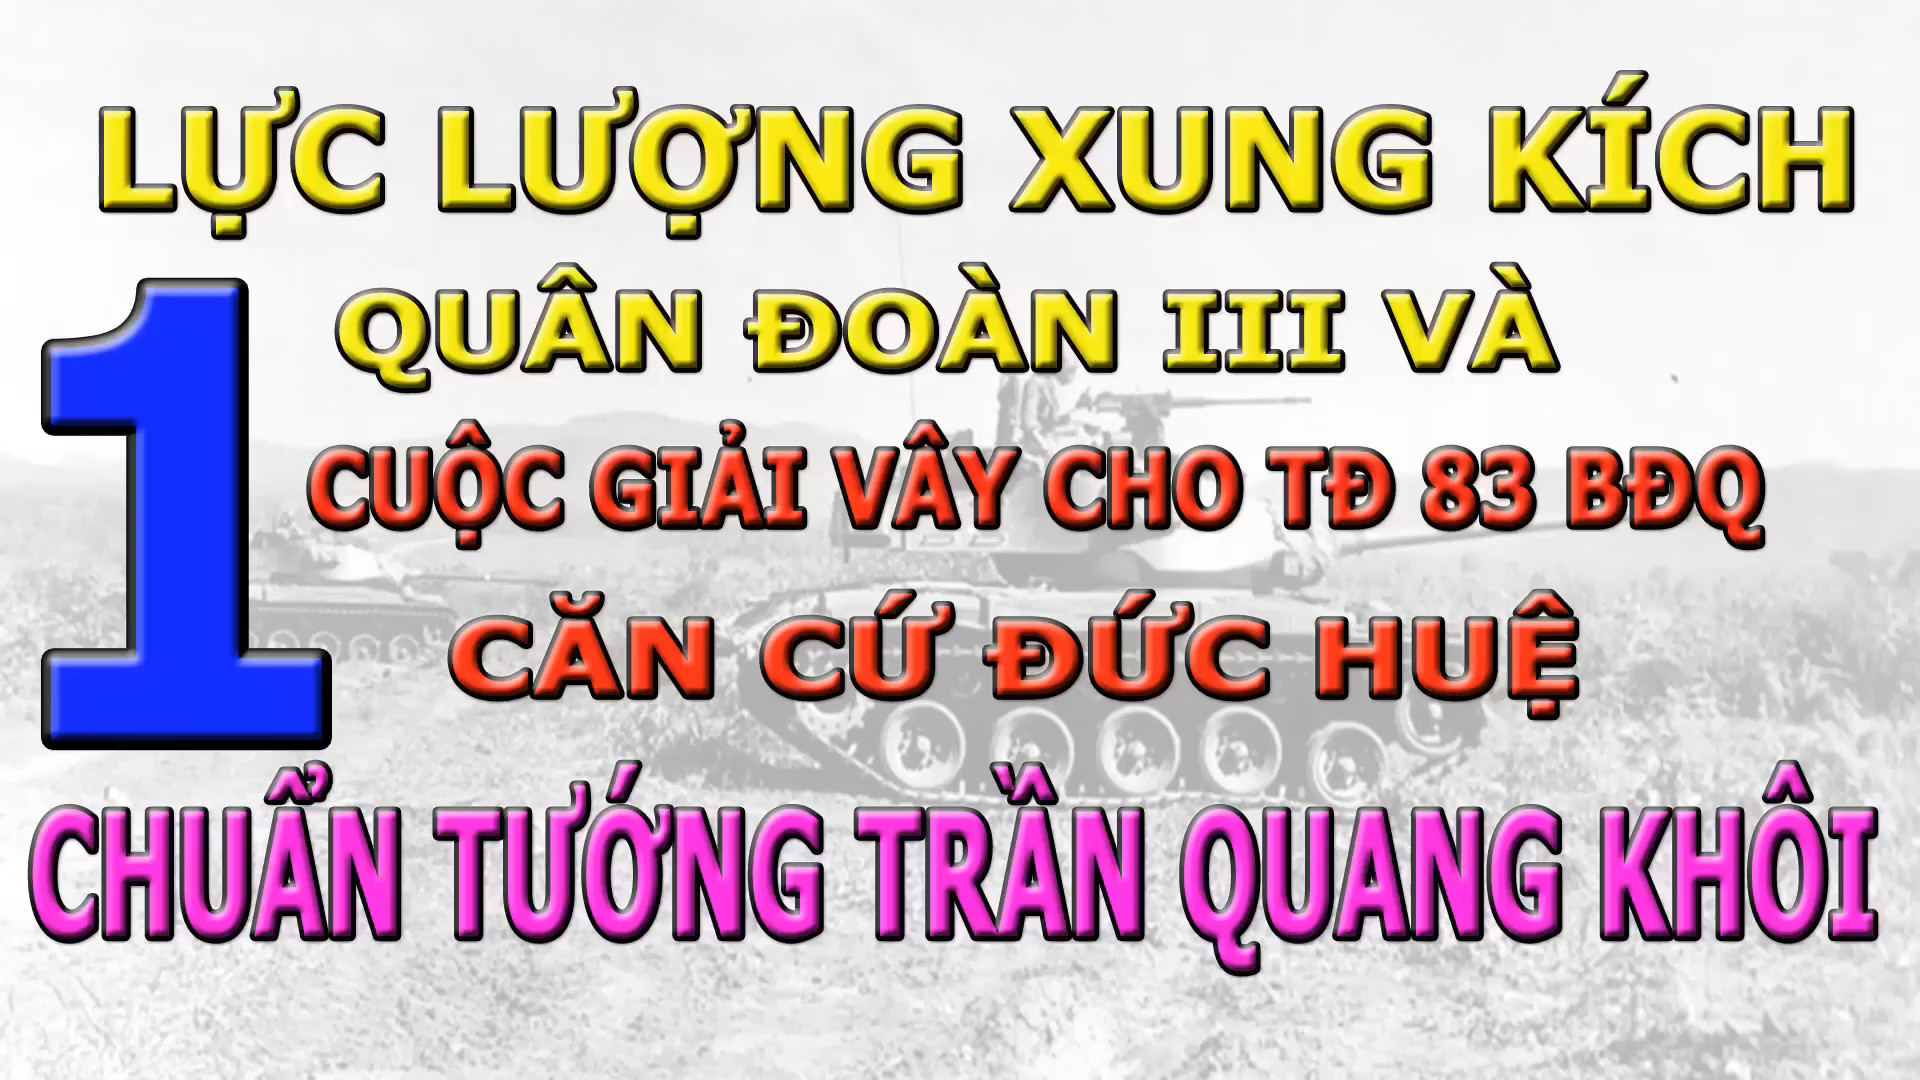 LỰC LƯỢNG XUNG KÍCH
1
QUÂN ĐOÀN III VÀ
CUỘC GIẢI VÂY CHO TĐ 83 BĐQ
CĂN CỨ ĐỨC HUỆ
CHUẨN TƯỚNG TRẦN QUANG KHÔI